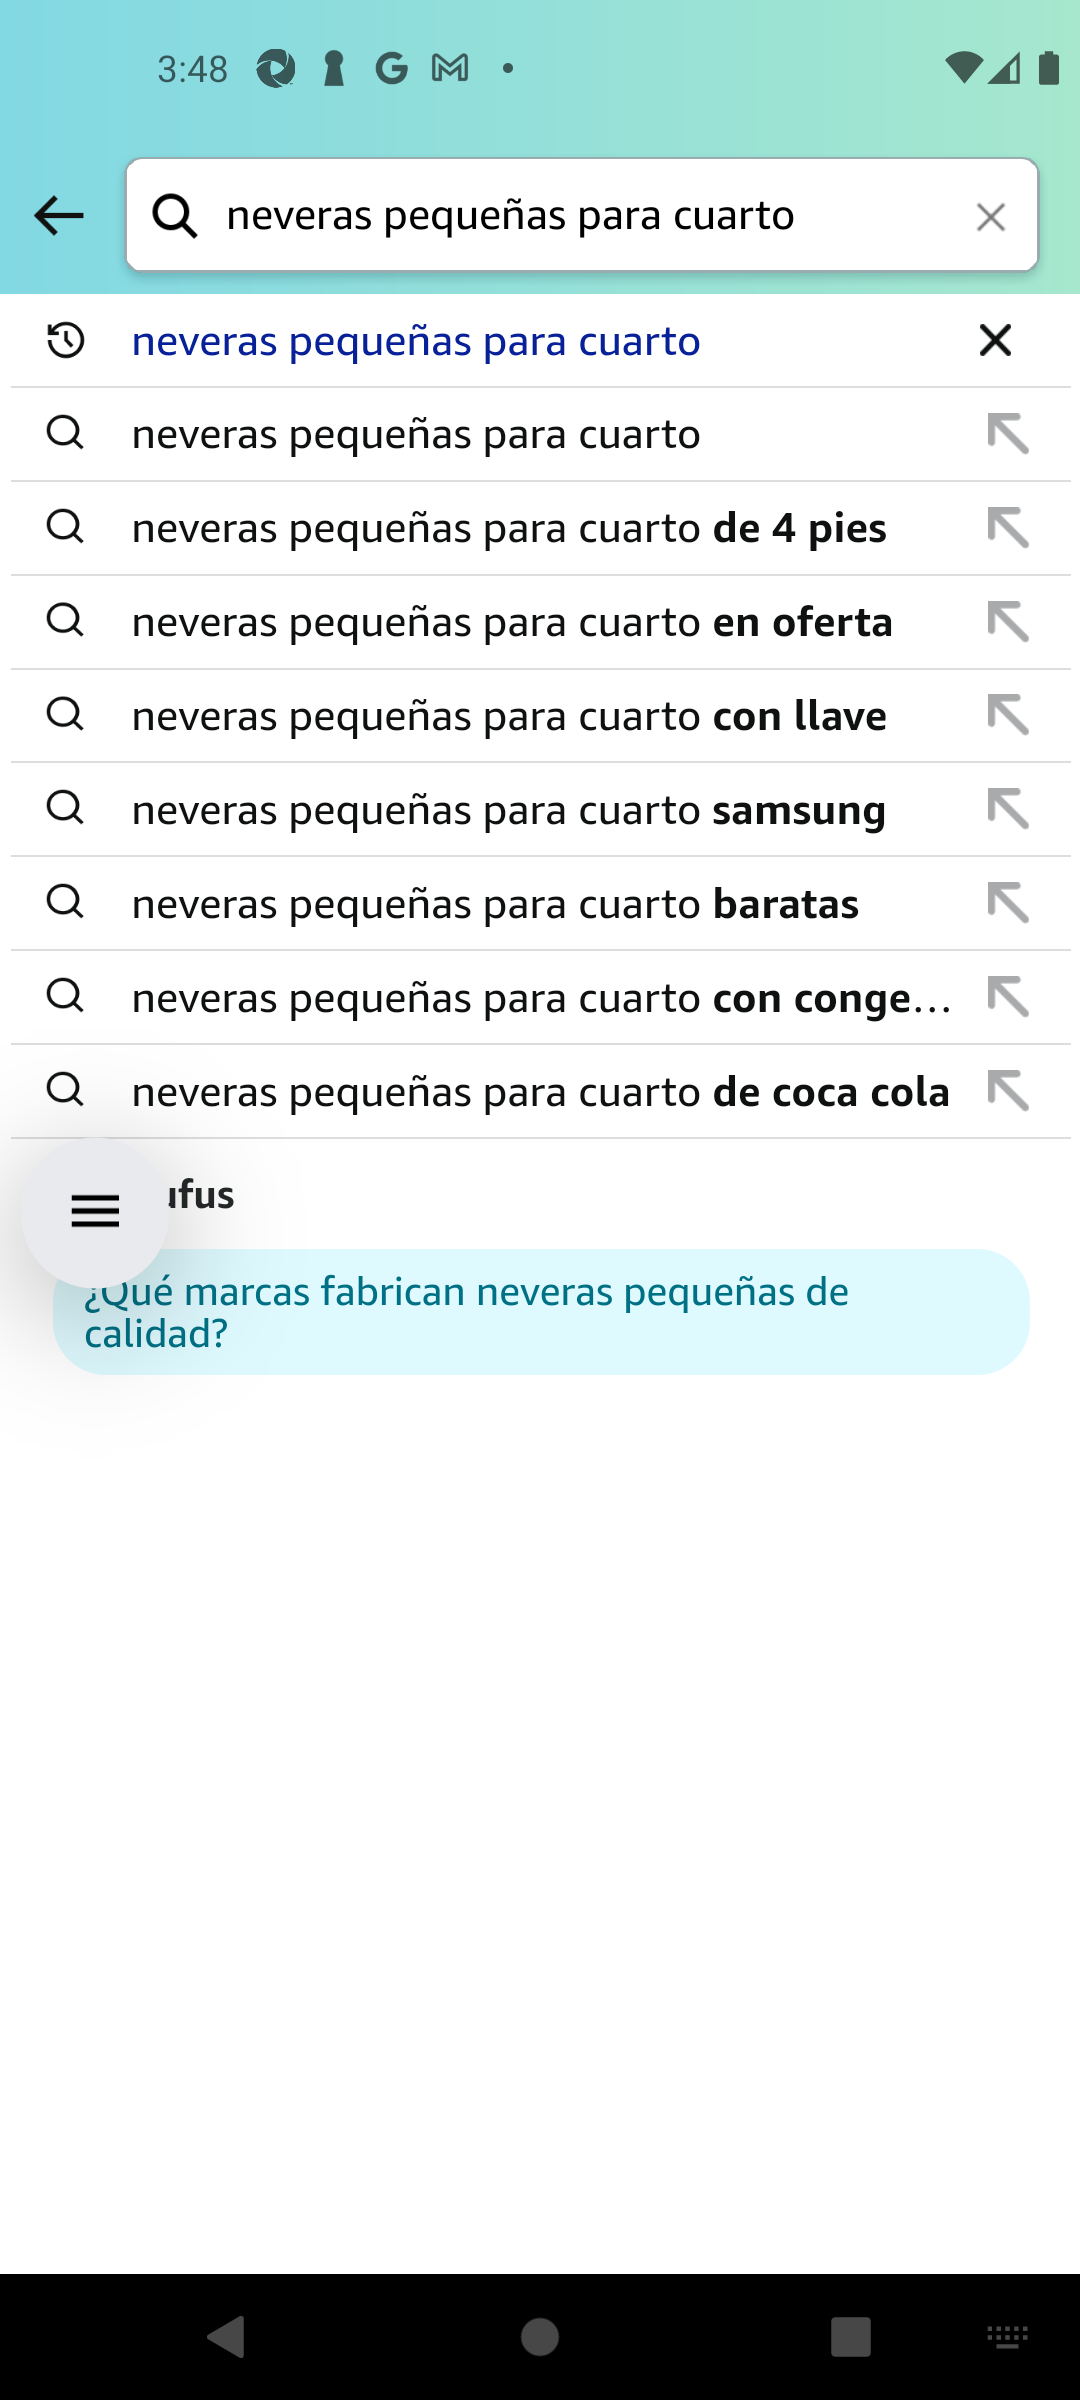 3:48
neveras pequeñas para cuarto
neveras pequeñas para cuarto
neveras pequeñas para cuarto
neveras pequeñas para cuarto de 4 pies
neveras pequeñas para cuarto en oferta
neveras pequeñas para cuarto con llave
neveras pequeñas para cuarto samsung
neveras pequeñas para cuarto baratas
neveras pequeñas para cuarto con conge...
neveras pequeñas para cuarto de coca cola
ufus
¿Qué marcas fabrican neveras pequeñas de
calidad?